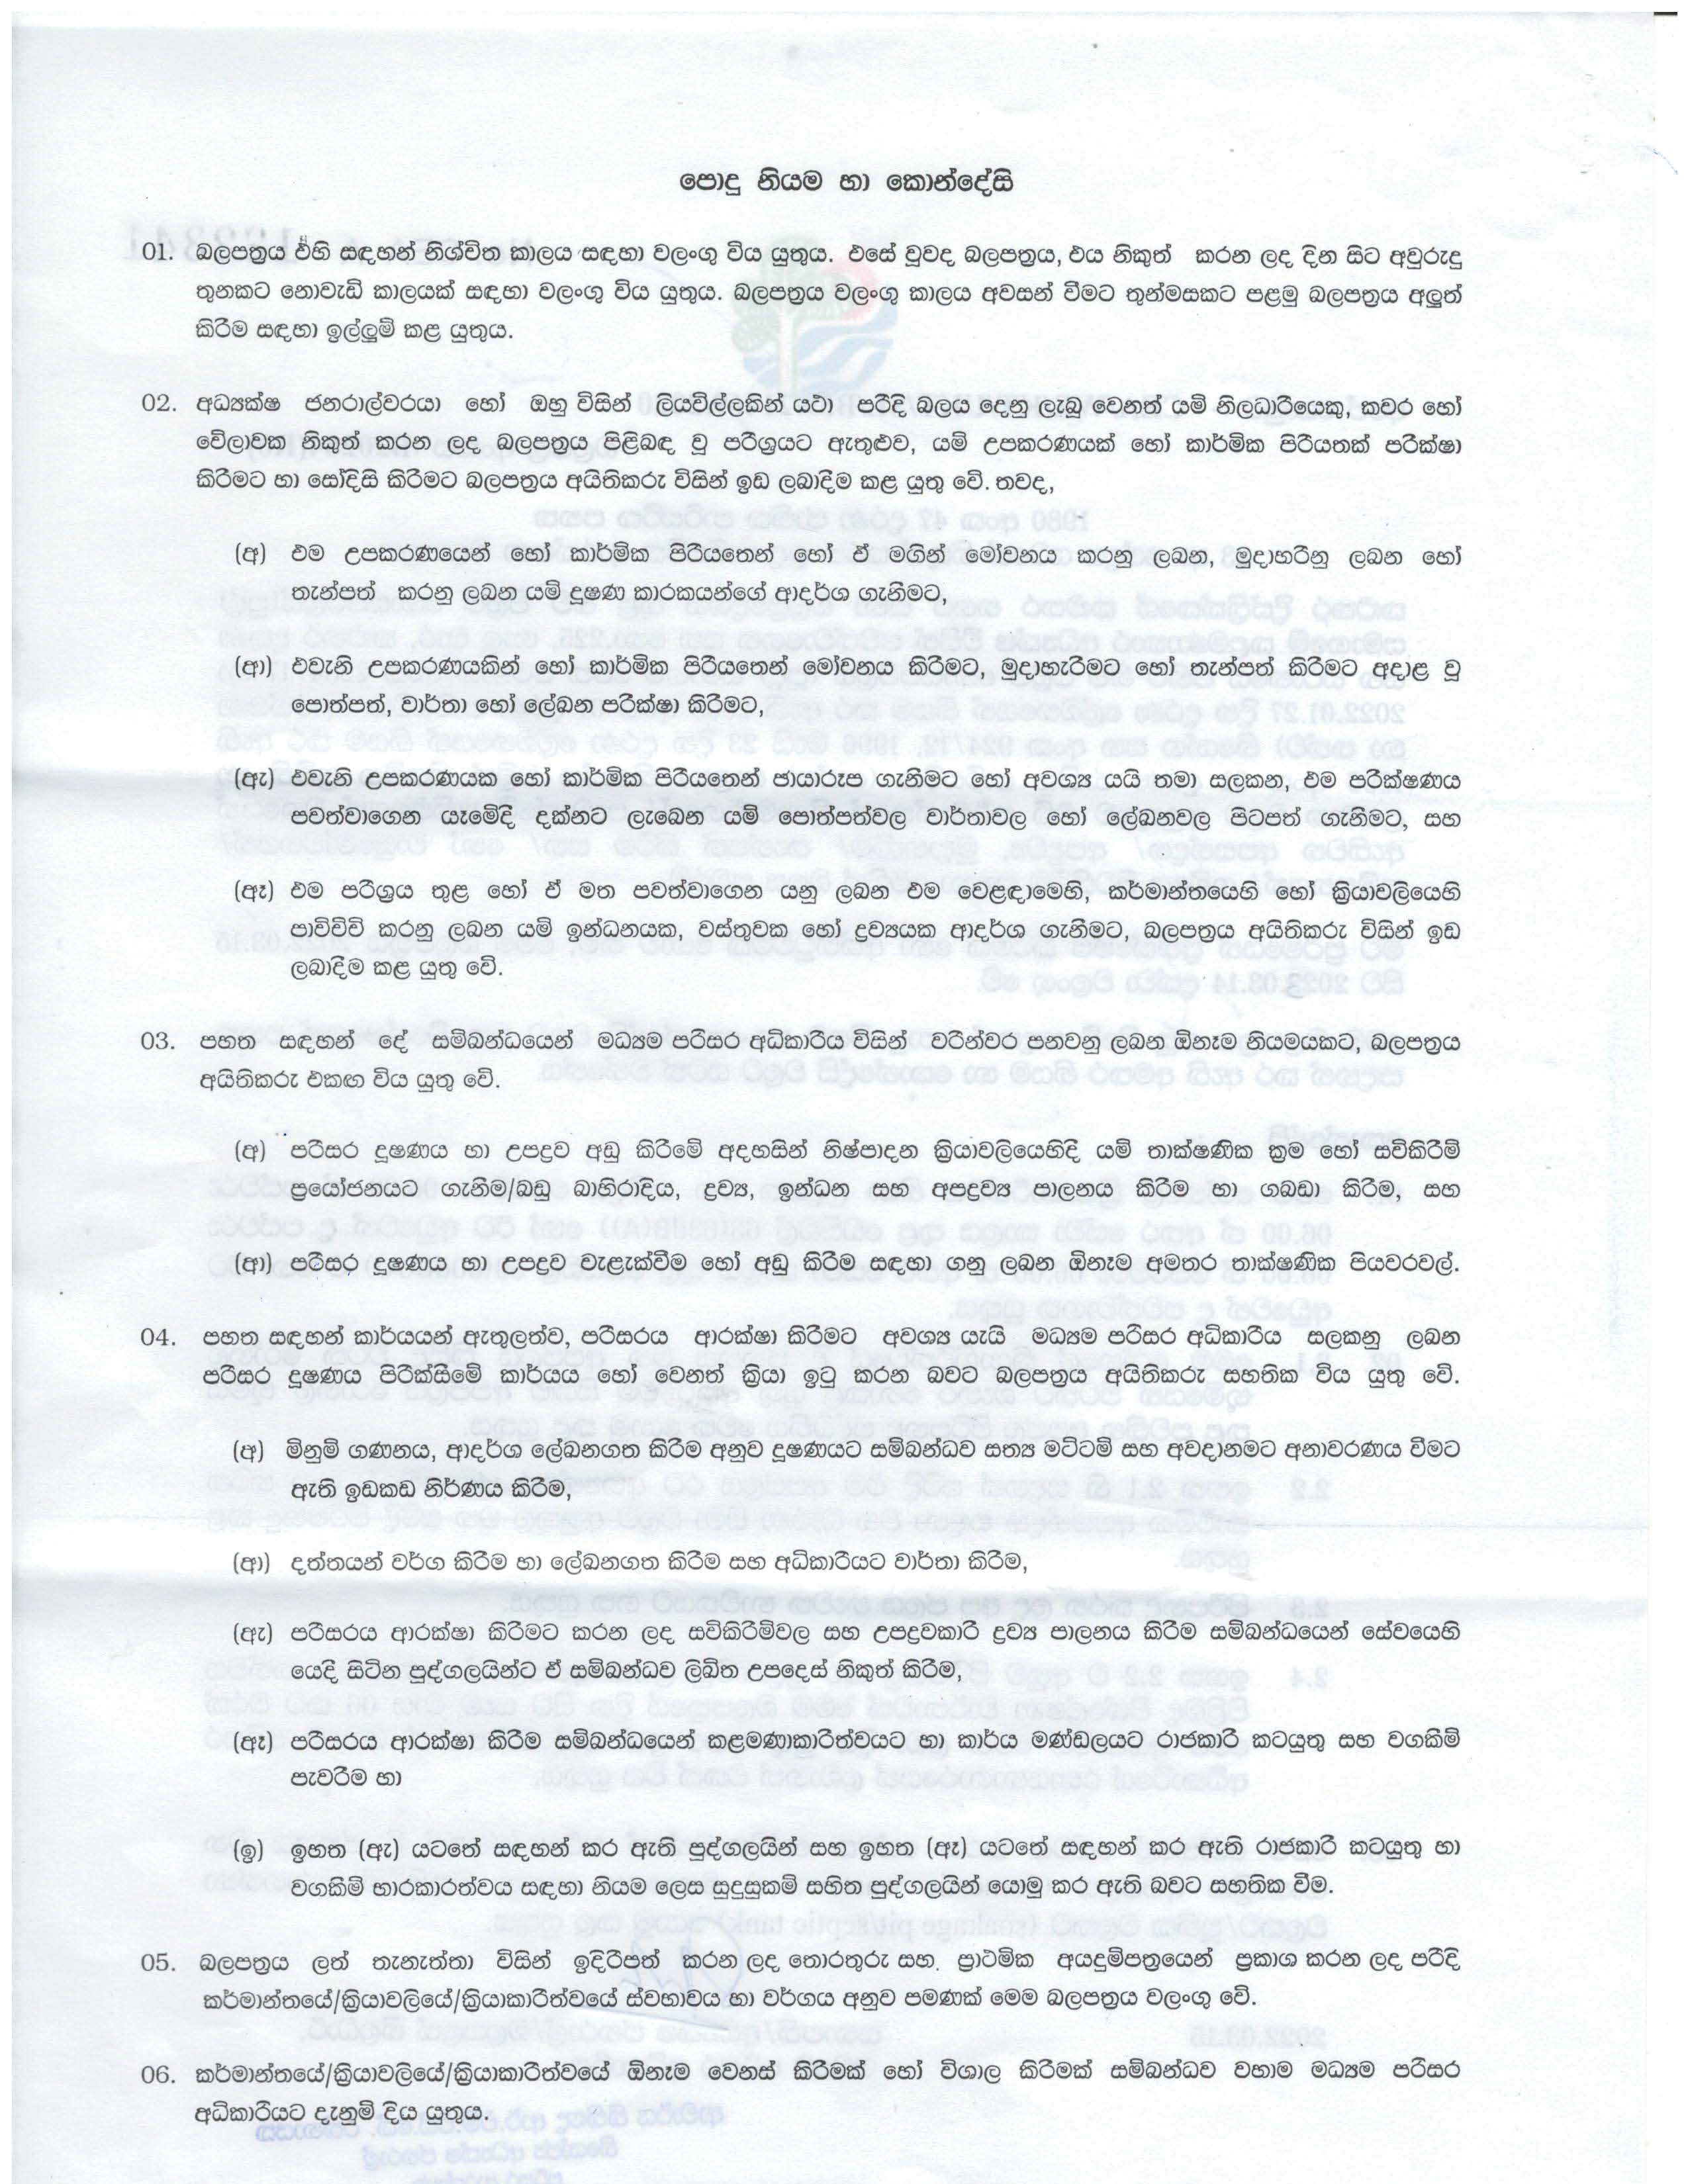 පොදු නියම හා කොන්දේසි
01. බලපත්‍රය එහි සඳහන් නිශ්චිත කාලය සඳහා වලංගු විය යුතුය. එසේ වුවද බලපත්‍රය, එය නිකුත් කරන ලද දින සිට අවුරුදු
තුනකට නොවැඩි කාලයක් සඳහා වලංගු විය යුතුය. බලපත්‍රය වලංගු කාලය අවසන් වීමට තුන්මසකට පළමු බලපත්‍රය අලුත්
කිරීම සඳහා ඉල්ලුම් කළ යුතුය.
02. අධ්‍යක්ෂ ජනරාල්වරයා හෝ ඔහු විසින් ලියවිල්ලකින් යථා පරිදි බලය දෙනු ලැබූ වෙනත් යම් නිලධාරියෙකු, කවර හෝ
වේලාවක නිකුත් කරන ලද බලපත්‍රය පිළිබඳ වූ පරිශ්‍රයට ඇතුළුව, යම් උපකරණයක් හෝ කාර්මික පිරියතක් පරීක්ෂා
කිරීමට හා සෝදිසි කිරීමට බලපත්‍රය අයිතිකරු විසින් ඉඩ ලබාදීම කළ යුතු වේ. තවද,
(අ) එම උපකරණයෙන් හෝ කාර්මික පිරියතෙන් හෝ ඒ මගින් මෝචනය කරනු ලබන, මුදාහරිනු ලබන හෝ
තැන්පත් කරනු ලබන යම් දූෂණ කාරකයන්ගේ ආදර්ශ ගැනීමට,
(ආ) එවැනි උපකරණයකින් හෝ කාර්මික පිරියතෙන් මෝචනය කිරීමට, මුදාහැරීමට හෝ තැන්පත් කිරීමට අදාළ වූ
පොත්පත්, වාර්තා හෝ ලේඛන පරීක්ෂා කිරීමට,
(ඇ) එවැනි උපකරණයක හෝ කාර්මික පිරියතෙන් ඡායාරූප ගැනීමට හෝ අවශ්‍ය යයි තමා සලකන, එම පරීක්ෂණය
පවත්වාගෙන යෑමේදී දක්නට ලැබෙන යම් පොත්පත්වල වාර්තාවල හෝ ලේඛනවල පිටපත් ගැනීමට, සහ
(ඈ) එම පරිශ්‍රය තුළ හෝ ඒ මත පවත්වාගෙන යනු ලබන එම වෙළඳාමෙහි, කර්මාන්තයෙහි හෝ ක්‍රියාවලියෙහි
පාවිච්චි කරනු ලබන යම් ඉන්ධනයක, වස්තුවක හෝ ද්‍රව්‍යයක ආදර්ශ ගැනීමට, බලපත්‍රය අයිතිකරු විසින් ඉඩ
ලබාදීම කළ යුතු වේ.
03. පහත සඳහන් දේ සම්බන්ධයෙන් මධ්‍යම පරිසර අධිකාරිය විසින් වරින්වර පනවනු ලබන ඕනෑම නියමයකට, බලපත්‍රය
අයිතිකරු එකඟ විය යුතු වේ.
(අ) පරිසර දූෂණය හා උපද්‍රව අඩු කිරීමේ අදහසින් නිෂ්පාදන ක්‍රියාවලියෙහිදී යම් තාක්ෂණික ක්‍රම හෝ සවිකිරීම්
ප්‍රයෝජනයට ගැනීම/බඩු බාහිරාදිය, ද්‍රව්‍ය, ඉන්ධන සහ අපද්‍රව්‍ය පාලනය කිරීම හා ගබඩා කිරීම, සහ
(ආ) පරිසර දූෂණය හා උපද්‍රව වැළැක්වීම හෝ අඩු කිරීම සඳහා ගනු ලබන ඕනෑම අමතර තාක්ෂණික පියවරවල්.
04. පහත සඳහන් කාර්යයන් ඇතුලත්ව, පරිසරය ආරක්ෂා කිරීමට අවශ්‍ය යැයි මධ්‍යම පරිසර අධිකාරිය සලකනු ලබන
පරිසර දූෂණය පිරික්සීමේ කාර්යය හෝ වෙනත් ක්‍රියා ඉටු කරන බවට බලපත්‍රය අයිතිකරු සහතික විය යුතු වේ.
(අ) මිනුම් ගණනය, ආදර්ශ ලේඛනගත කිරීම අනුව දූෂණයට සම්බන්ධව සත්‍ය මට්ටම් සහ අවදානමට අනාවරණය වීමට
ඇති ඉඩකඩ නිර්ණය කිරීම,
(ආ) දත්තයන් වර්ග කිරීම හා ලේඛනගත කිරීම සහ අධිකාරියට වාර්තා කිරීම,
(ඇ) පරිසරය ආරක්ෂා කිරීමට කරන ලද සවිකිරීම්වල සහ උපද්‍රවකාරී ද්‍රව්‍ය පාලනය කිරීම සම්බන්ධයෙන් සේවයෙහි
යෙදී සිටින පුද්ගලයින්ට ඒ සම්බන්ධව ලිඛිත උපදෙස් නිකුත් කිරීම,
(ඈ) පරිසරය ආරක්ෂා කිරීම සම්බන්ධයෙන් කළමණාකාරීත්වයට හා කාර්ය මණ්ඩලයට රාජකාරි කටයුතු සහ වගකීම්
පැවරීම හා
(ඉ) ඉහත (ඇ) යටතේ සඳහන් කර ඇති පුද්ගලයින් සහ ඉහත (ඈ) යටතේ සඳහන් කර ඇති රාජකාරී කටයුතු හා
වගකීම් භාරකාරත්වය සඳහා නියම ලෙස සුදුසුකම් සහිත පුද්ගලයින් යොමු කර ඇති බවට සහතික වීම.
05. බලපත්‍රය ලත් තැනැත්තා විසින් ඉදිරිපත් කරන ලද තොරතුරු සහ ප්‍රාථමික අයදුම්පත්‍රයෙන් ප්‍රකාශ කරන ලද පරිදි
කර්මාන්තයේ/ක්‍රියාවලියේ/ක්‍රියාකාරීත්වයේ ස්වභාවය හා වර්ගය අනුව පමණක් මෙම බලපත්‍රය වලංගු වේ.
06. කර්මාන්තයේ/ක්‍රියාවලියේ/ක්‍රියාකාරීත්වයේ ඕනෑම වෙනස් කිරීමක් හෝ විශාල කිරීමක් සම්බන්ධව වහාම මධ්‍යම පරිසර
අධිකාරියට දැනුම් දිය යුතුය.